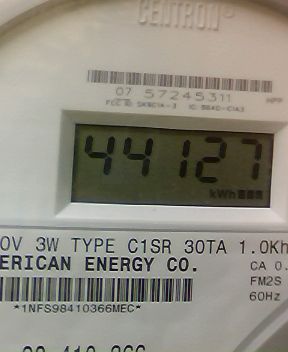 CENTRON®
07 57245311
44127
kWh
0V 3W TYPE C1SR 30TA 1.0Kh
ERICAN ENERGY CO.
CA 0.
FM2S
60Hz
*1NFS98410366MEC*